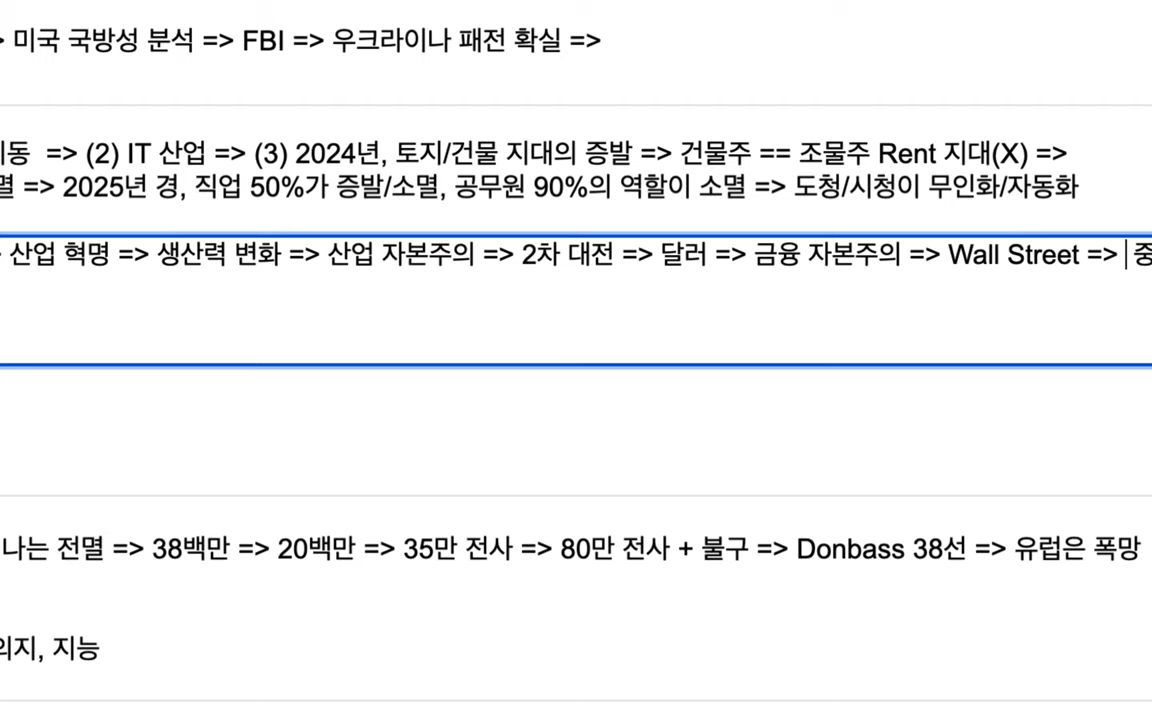 미국 국방성 분석 => FBI => 우크라이나 패전 확실 =>
=> (2) IT 산업 => (3) 2024년, 토지/건물 지대의 증발 => 건물주 == 조물주 Rent 지대(X) =>
=> 2025년 경, 직업 50%가 증발/소멸, 공무원 90%의 역할이 소멸 => 도청/시청이 무인화/자동화
산업 혁명 => 생산력 변화 => 산업 자본주의 => 2차 대전 => 달러 => 금융 자본주의 => Wall Street => 중
나는 전멸 => 38백만 => 20백만 => 35만 전사 => 80만 전사 + 불구 => Donbass 38선 => 유럽은 폭망
의지, 지능